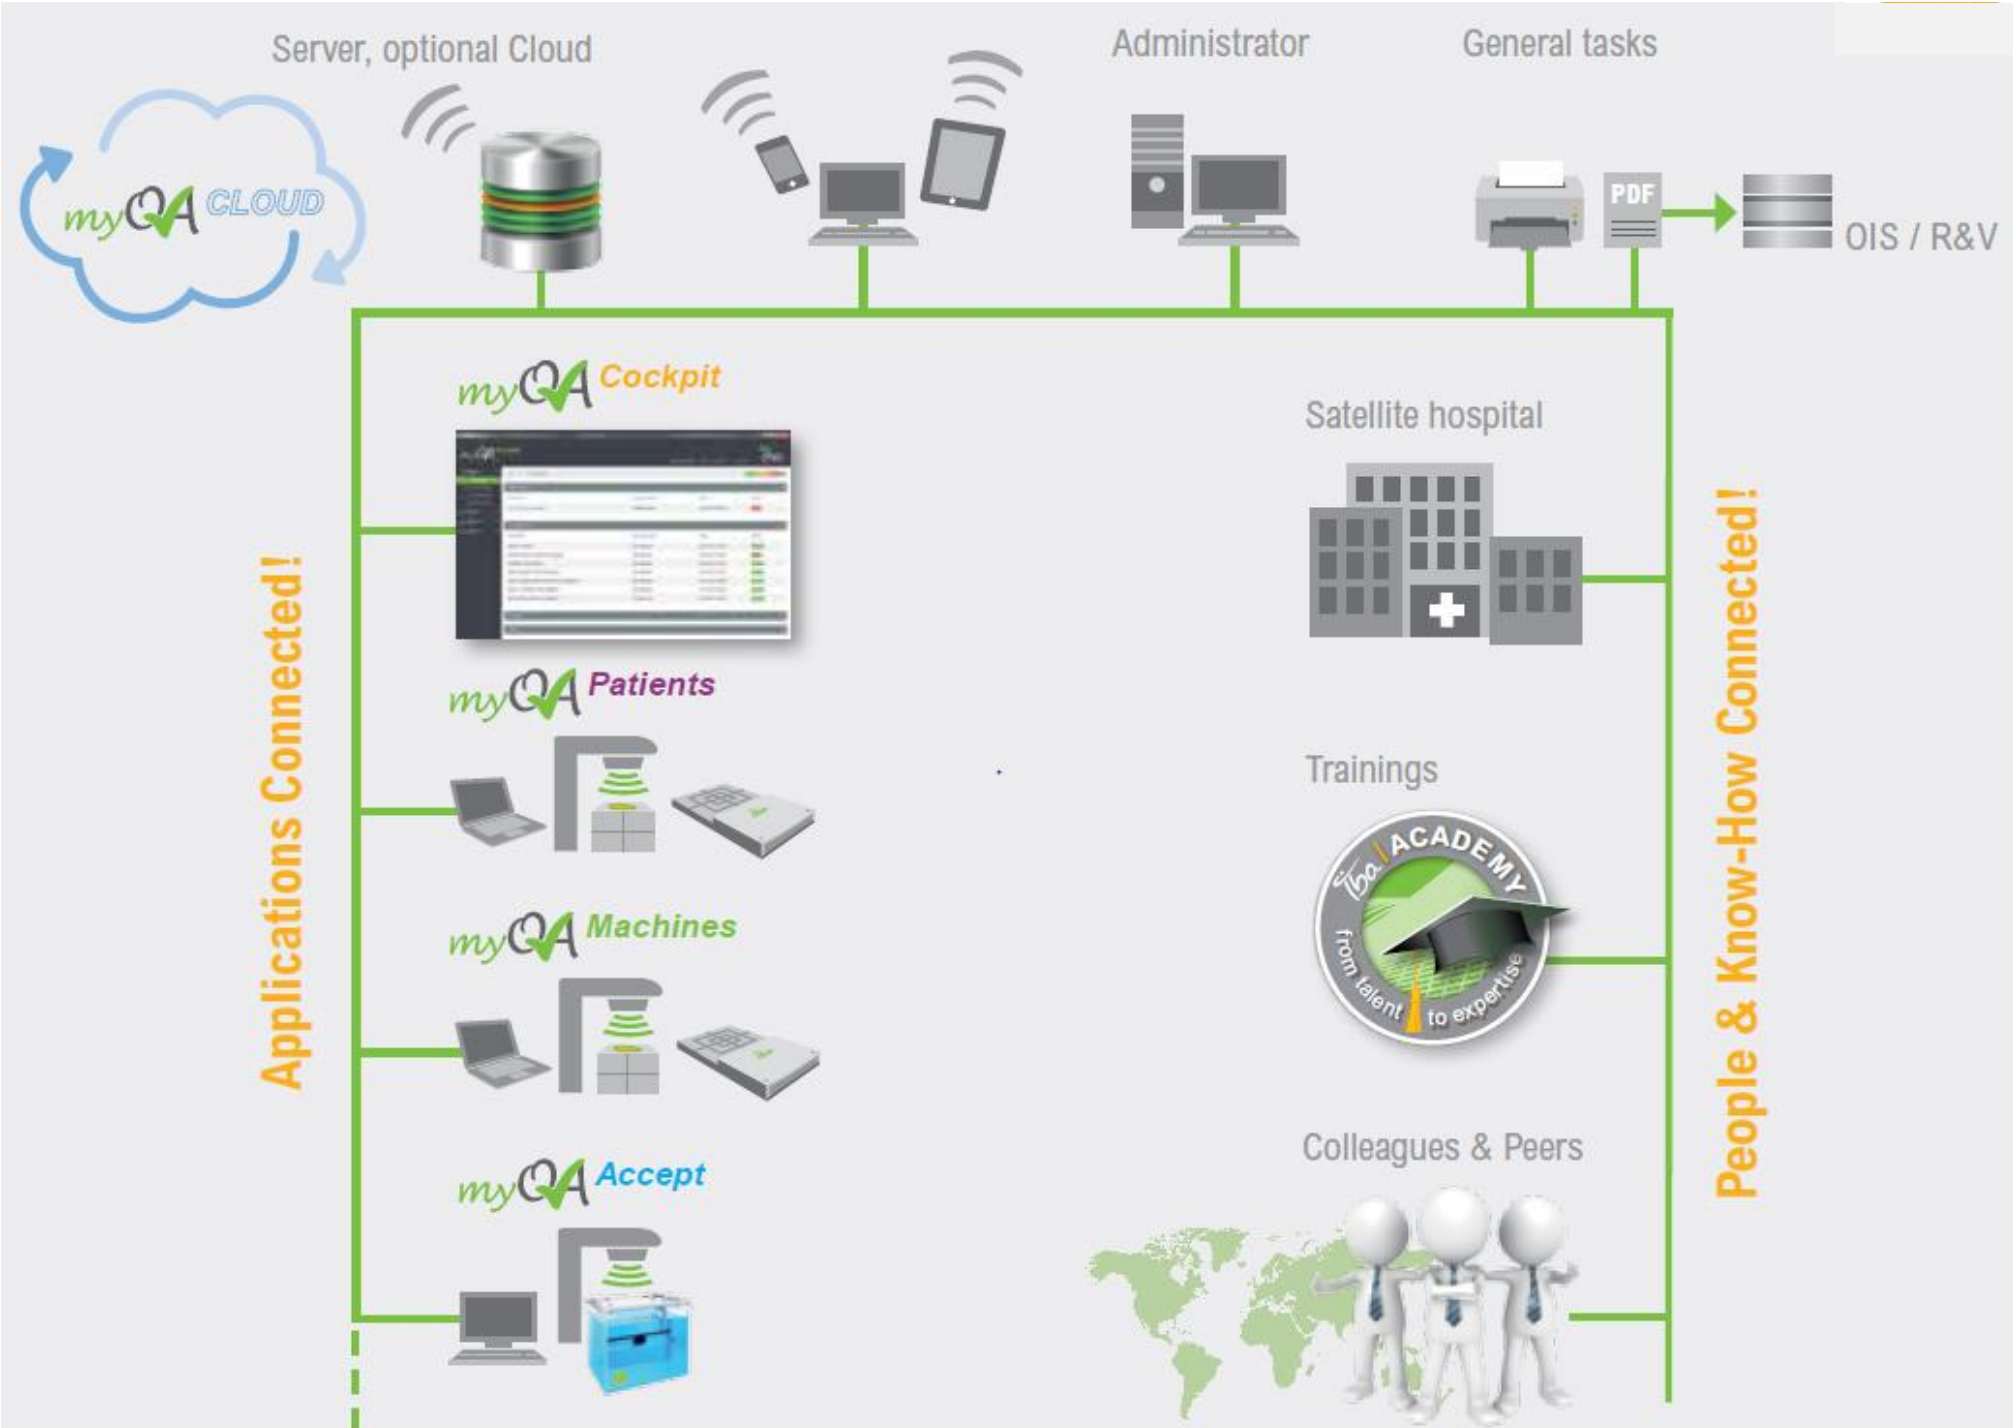 Server, optional Cloud
Administrator
General tasks
myQA CLOUD
PDF
OIS / R&V
myQA Cockpit
Satellite hospital
Applications Connected!
People & Know-How Connected!
myQA Patients
Trainings
iba | ACADEMY
from talent to expertise
myQA Machines
Colleagues & Peers
myQA Accept